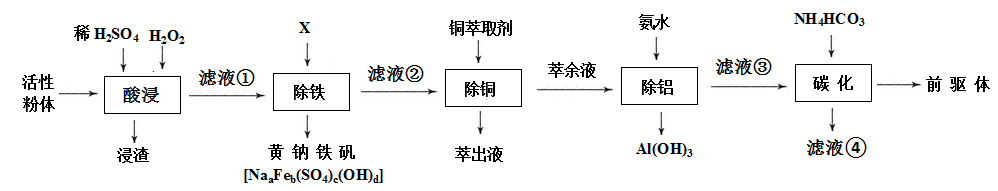 稀H₂SO₄ H₂O₂
X
铜萃取剂
氨水
NH4HCO₃
活性
粉体
酸浸
滤液①
除铁
滤液②
除铜
萃余液
除铝
滤液③
碳 化
前 驱 体
浸渣
黄 钠 铁 矾
[NaₐFe_b(SO₄)_c(OH)_d]
萃出液
Al(OH)₃
滤液④